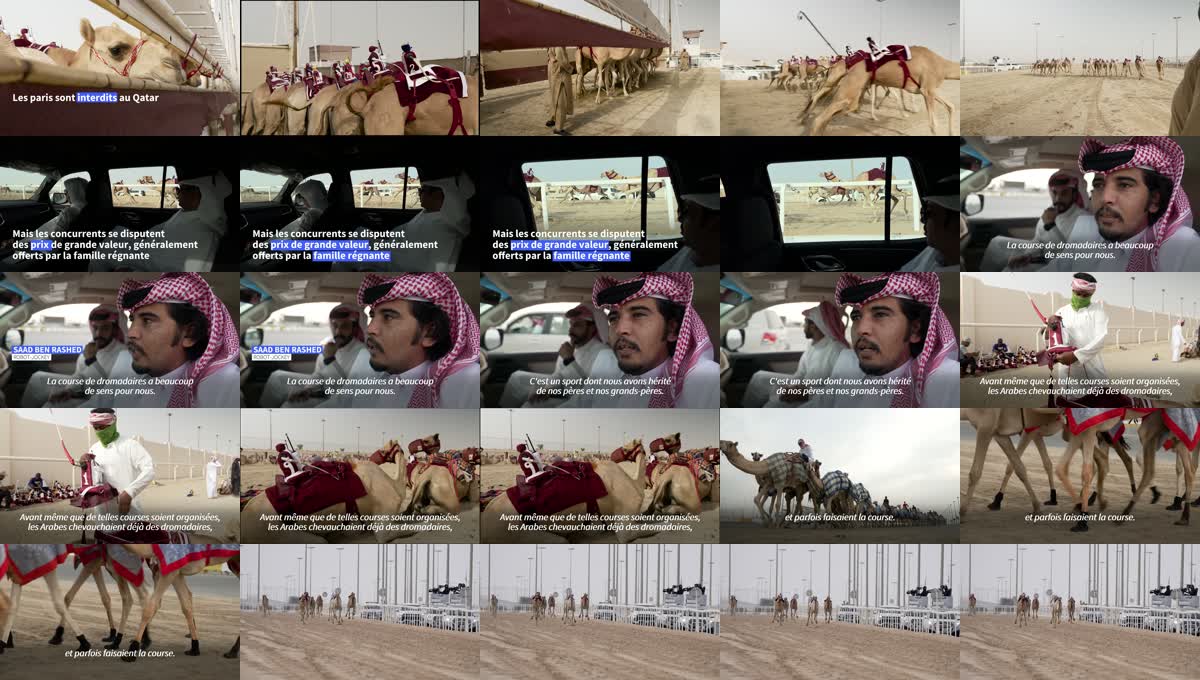 Les paris sont interdits au Qatar
Mais les concurrents se disputent
des prix de grande valeur, généralement
offerts par la famille régnante
Mais les concurrents se disputent
des prix de grande valeur, généralement
offerts par la famille régnante
Mais les concurrents se disputent
des prix de grande valeur, généralement
offerts par la famille régnante
La course de dromadaires a beaucoup
de sens pour nous.
SAAD BEN RASHED
ROBOT-JOCKEY
La course de dromadaires a beaucoup
de sens pour nous.
SAAD BEN RASHED
ROBOT-JOCKEY
La course de dromadaires a beaucoup
de sens pour nous.
C'est un sport dont nous avons hérité
de nos pères et nos grands-pères.
C'est un sport dont nous avons hérité
de nos pères et nos grands-pères.
Avant même que de telles courses soient organisées,
les Arabes chevauchaient déjà des dromadaires,
Avant même que de telles courses soient organisées,
les Arabes chevauchaient déjà des dromadaires,
Avant même que de telles courses soient organisées,
les Arabes chevauchaient déjà des dromadaires,
Avant même que de telles courses soient organisées,
les Arabes chevauchaient déjà des dromadaires,
et parfois faisaient la course.
et parfois faisaient la course.
et parfois faisaient la course.